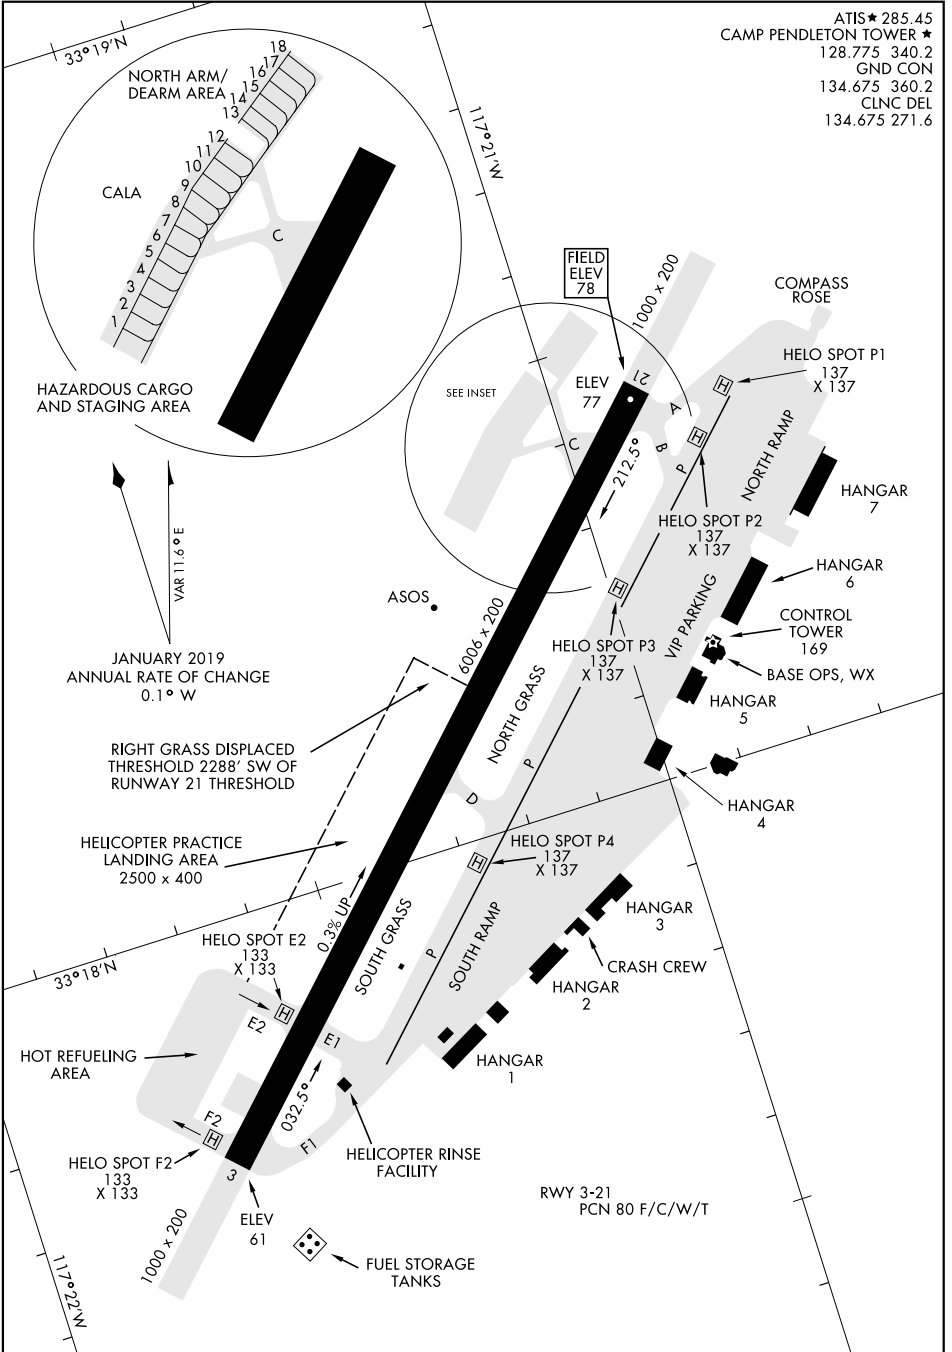 ATIS★ 285.45
CAMP PENDLETON TOWER ★
128.775 340.2
GND CON
134.675 360.2
CLNC DEL
134.675 271.6
33°19'N
NORTH ARM/
DEARM AREA
18
17
16
15
14
13
12
11
10
9
8
7
6
5
4
3
2
1
CALA
C
HAZARDOUS CARGO
AND STAGING AREA
117°21'W
FIELD
ELEV
78
1000 x 200
COMPASS
ROSE
HELO SPOT P1
137
X 137
SEE INSET
ELEV
77
21
A
B
C
P
H
H
212.5°
NORTH RAMP
HANGAR
7
HELO SPOT P2
137
X 137
VAR 11.6° E
HANGAR
6
ASOS
6006 x 200
H
VIP PARKING
CONTROL
TOWER
169
BASE OPS, WX
HELO SPOT P3
137
X 137
JANUARY 2019
ANNUAL RATE OF CHANGE
0.1° W
NORTH GRASS
HANGAR
5
RIGHT GRASS DISPLACED
THRESHOLD 2288' SW OF
RUNWAY 21 THRESHOLD
P
D
HANGAR
4
HELICOPTER PRACTICE
LANDING AREA
2500 x 400
HELO SPOT P4
137
X 137
H
0.3% UP
HANGAR
3
SOUTH GRASS
P
SOUTH RAMP
HELO SPOT E2
133
X 133
33°18'N
CRASH CREW
HANGAR
2
H
E2
E1
HOT REFUELING
AREA
HANGAR
1
032.5°
F2
H
F1
HELICOPTER RINSE
FACILITY
HELO SPOT F2
133
X 133
3
RWY 3-21
PCN 80 F/C/W/T
ELEV
61
1000 x 200
117°22'W
FUEL STORAGE
TANKS